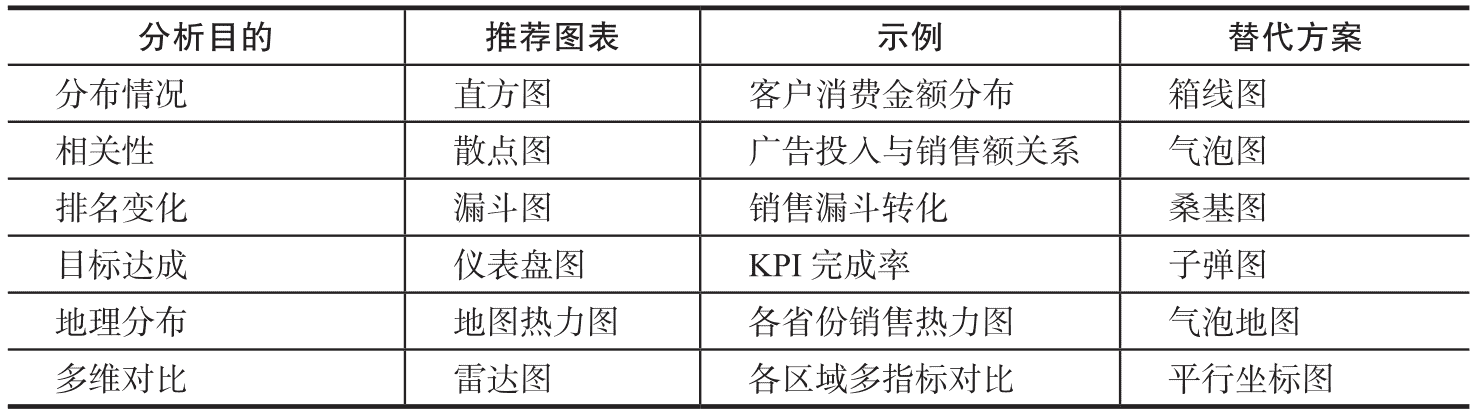 分析目的 推荐图表 示例 替代方案
分布情况 直方图 客户消费金额分布 箱线图
相关性 散点图 广告投入与销售额关系 气泡图
排名变化 漏斗图 销售漏斗转化 桑基图
目标达成 仪表盘图 KPI 完成率 子弹图
地理分布 地图热力图 各省份销售热力图 气泡地图
多维对比 雷达图 各区域多指标对比 平行坐标图